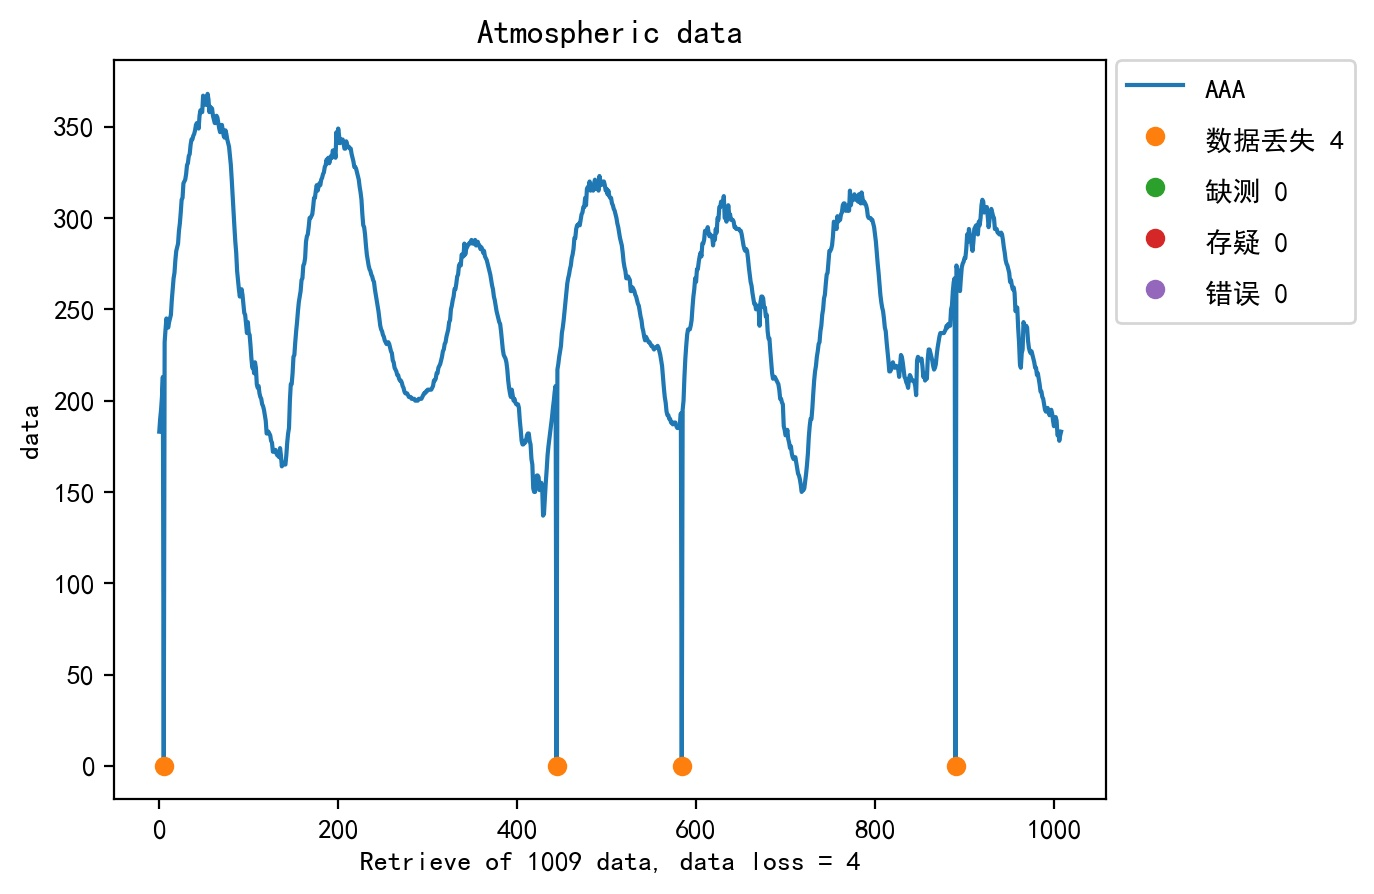 Atmospheric data
AAA
数据丢失 4
缺测 0
存疑 0
错误 0
data
350
300
250
200
150
100
50
0
0 200 400 600 800 1000
Retrieve of 1009 data, data loss = 4